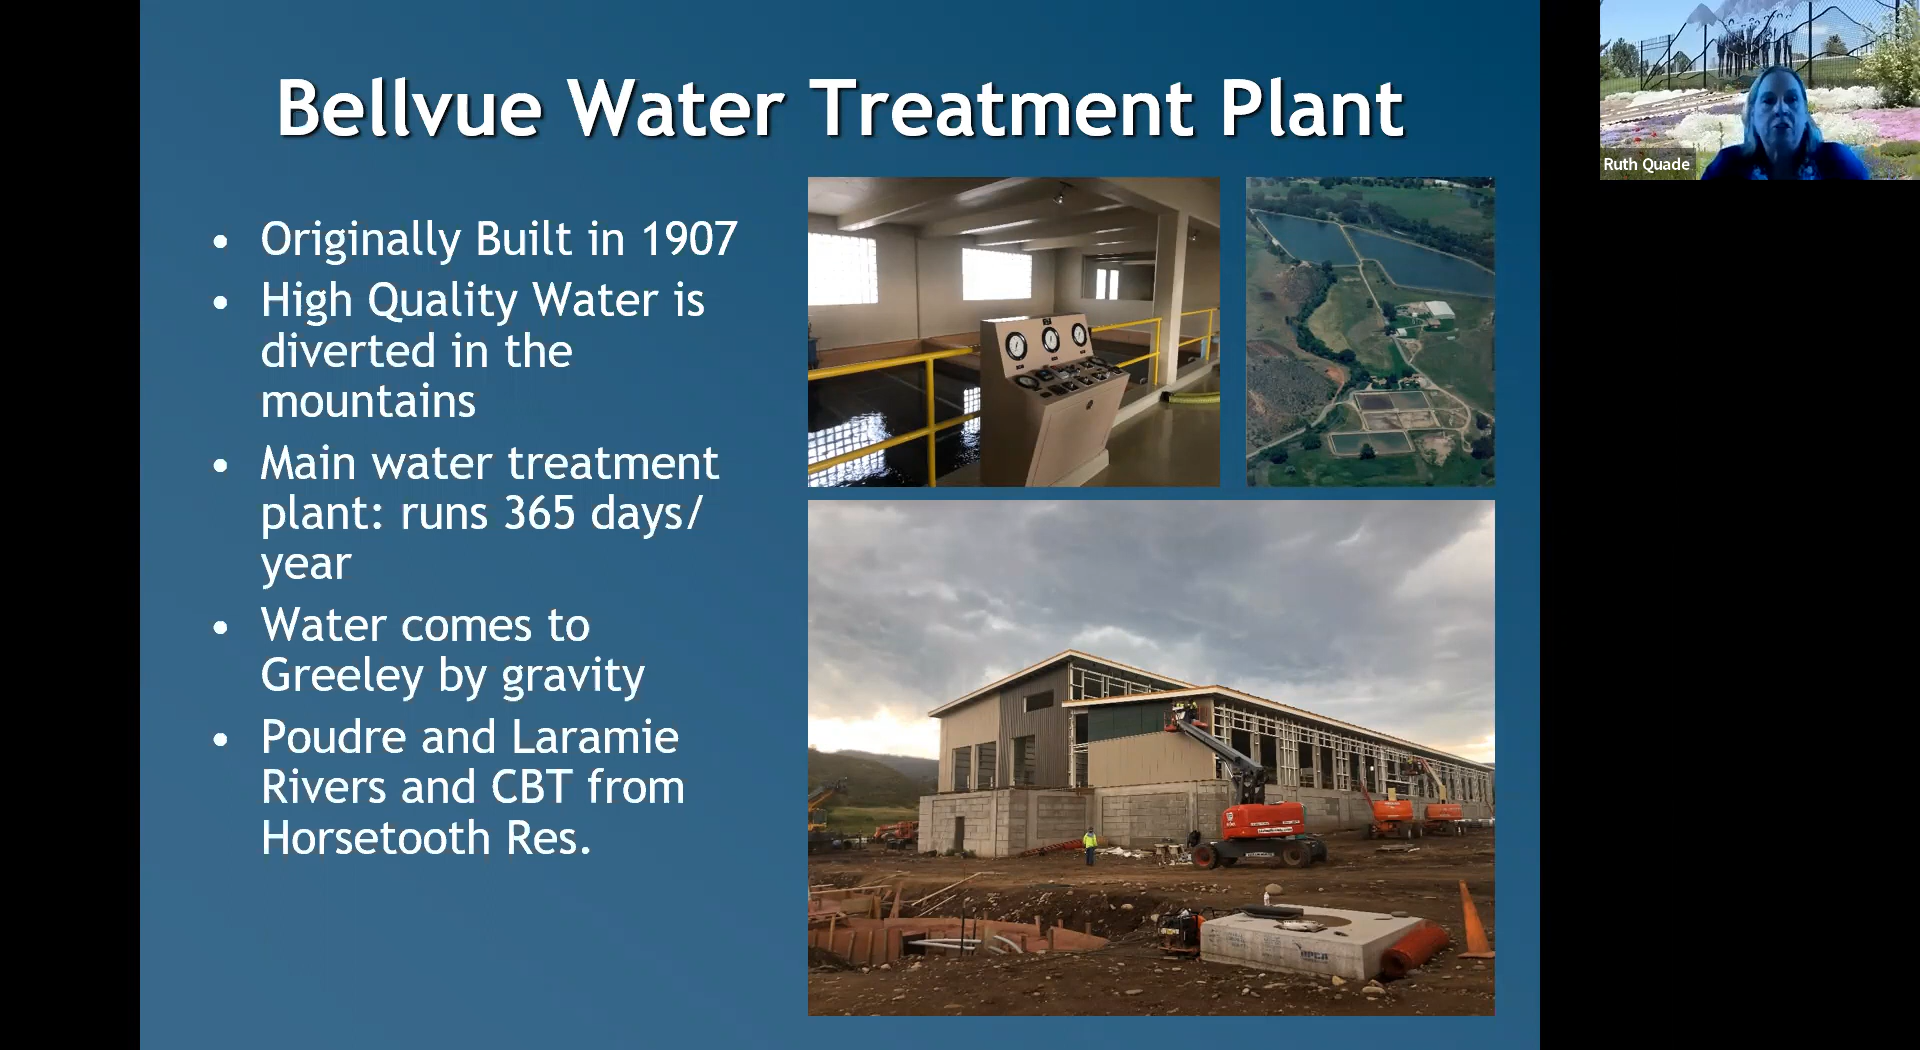 Bellvue Water Treatment Plant
Ruth Quade
• Originally Built in 1907
• High Quality Water is
diverted in the
mountains
• Main water treatment
plant: runs 365 days/
year
• Water comes to
Greeley by gravity
• Poudre and Laramie
Rivers and CBT from
Horsetooth Res.